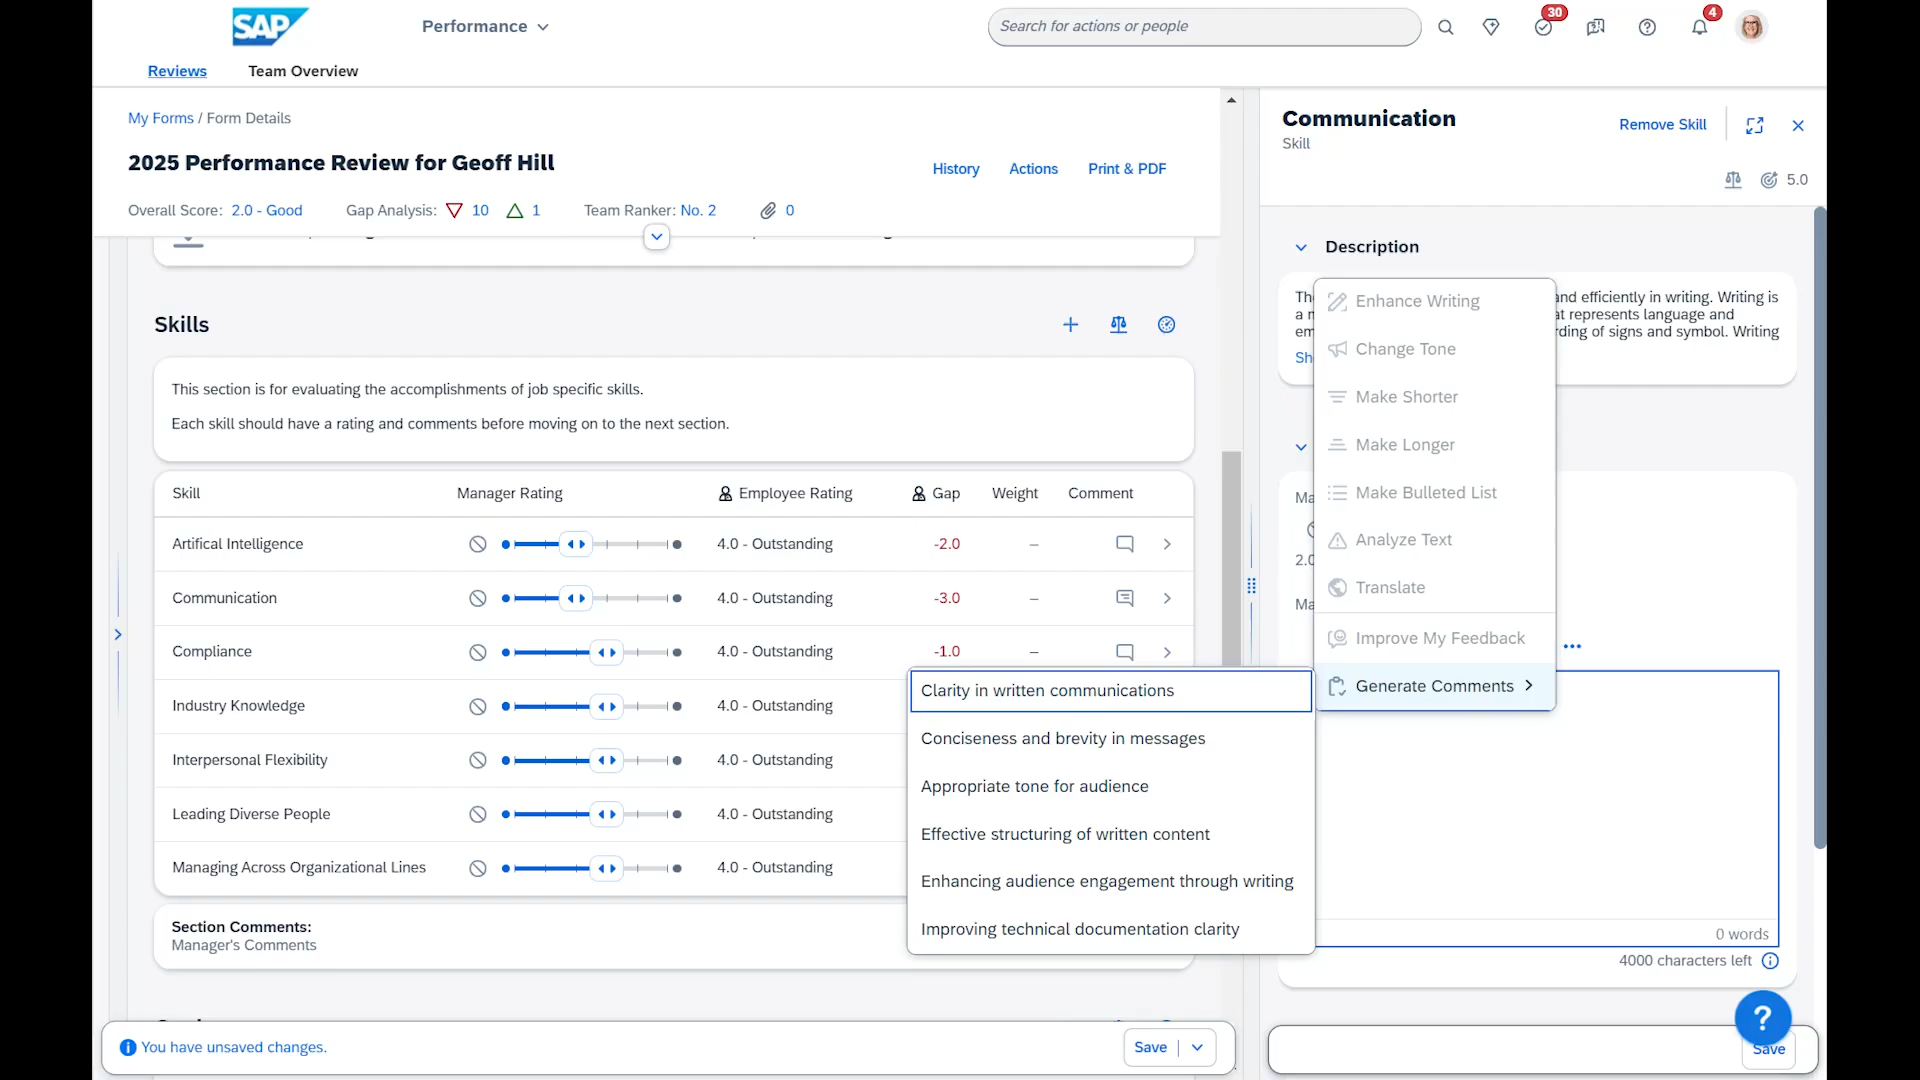 SAP
Performance
Search for actions or people
30
4
Reviews
Team Overview
My Forms / Form Details
2025 Performance Review for Geoff Hill
History
Actions
Print & PDF
Overall Score: 2.0 - Good
Gap Analysis: 10 1
Team Ranker: No. 2
0
Skills
This section is for evaluating the accomplishments of job specific skills.
Each skill should have a rating and comments before moving on to the next section.
Skill Manager Rating Employee Rating Gap Weight Comment
Artifical Intelligence 4.0 - Outstanding -2.0 –
Communication 4.0 - Outstanding -3.0 –
Compliance 4.0 - Outstanding -1.0 –
Industry Knowledge 4.0 - Outstanding
Interpersonal Flexibility 4.0 - Outstanding
Leading Diverse People 4.0 - Outstanding
Managing Across Organizational Lines 4.0 - Outstanding
Section Comments:
Manager's Comments
You have unsaved changes.
Save
Clarity in written communications
Conciseness and brevity in messages
Appropriate tone for audience
Effective structuring of written content
Enhancing audience engagement through writing
Improving technical documentation clarity
Communication
Skill
Remove Skill
5.0
Description
and efficiently in writing. Writing is
represents language and
of signs and symbol. Writing
Enhance Writing
Change Tone
Make Shorter
Make Longer
Make Bulleted List
Analyze Text
Translate
Improve My Feedback
Generate Comments
0 words
4000 characters left
?
Save